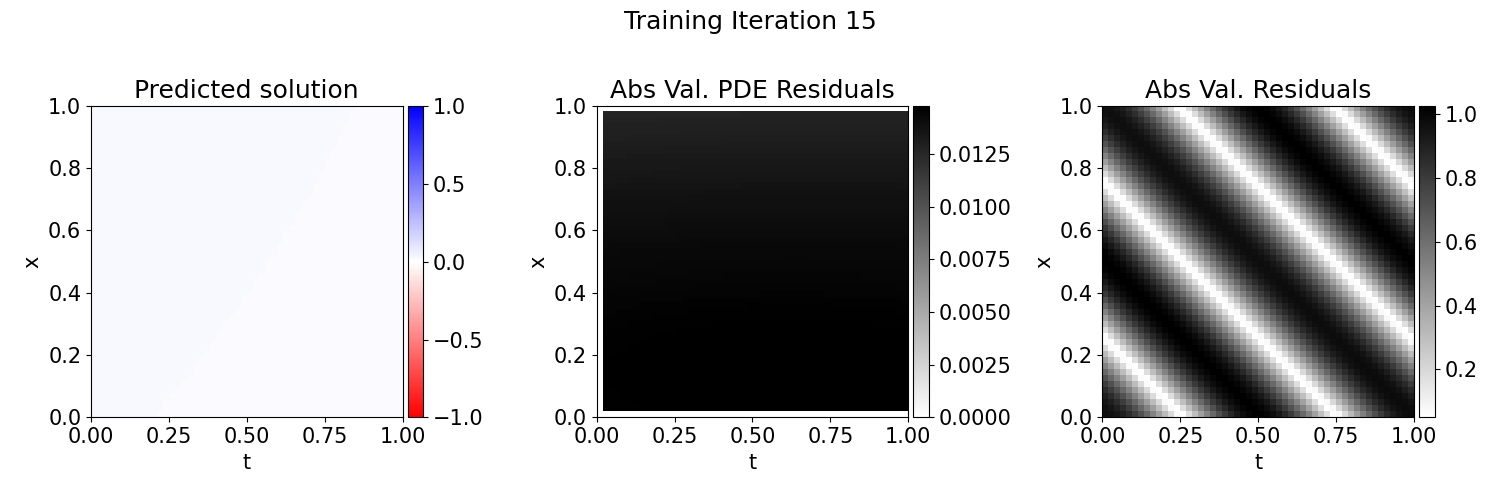 Training Iteration 15
Predicted solution
1.0
0.8
0.6
0.4
0.2
0.0
x
0.00 0.25 0.50 0.75 1.00
t
1.0
0.5
0.0
−0.5
−1.0
Abs Val. PDE Residuals
1.0
0.8
0.6
0.4
0.2
0.0
x
0.00 0.25 0.50 0.75 1.00
t
0.0125
0.0100
0.0075
0.0050
0.0025
0.0000
Abs Val. Residuals
1.0
0.8
0.6
0.4
0.2
0.0
x
0.00 0.25 0.50 0.75 1.00
t
1.0
0.8
0.6
0.4
0.2